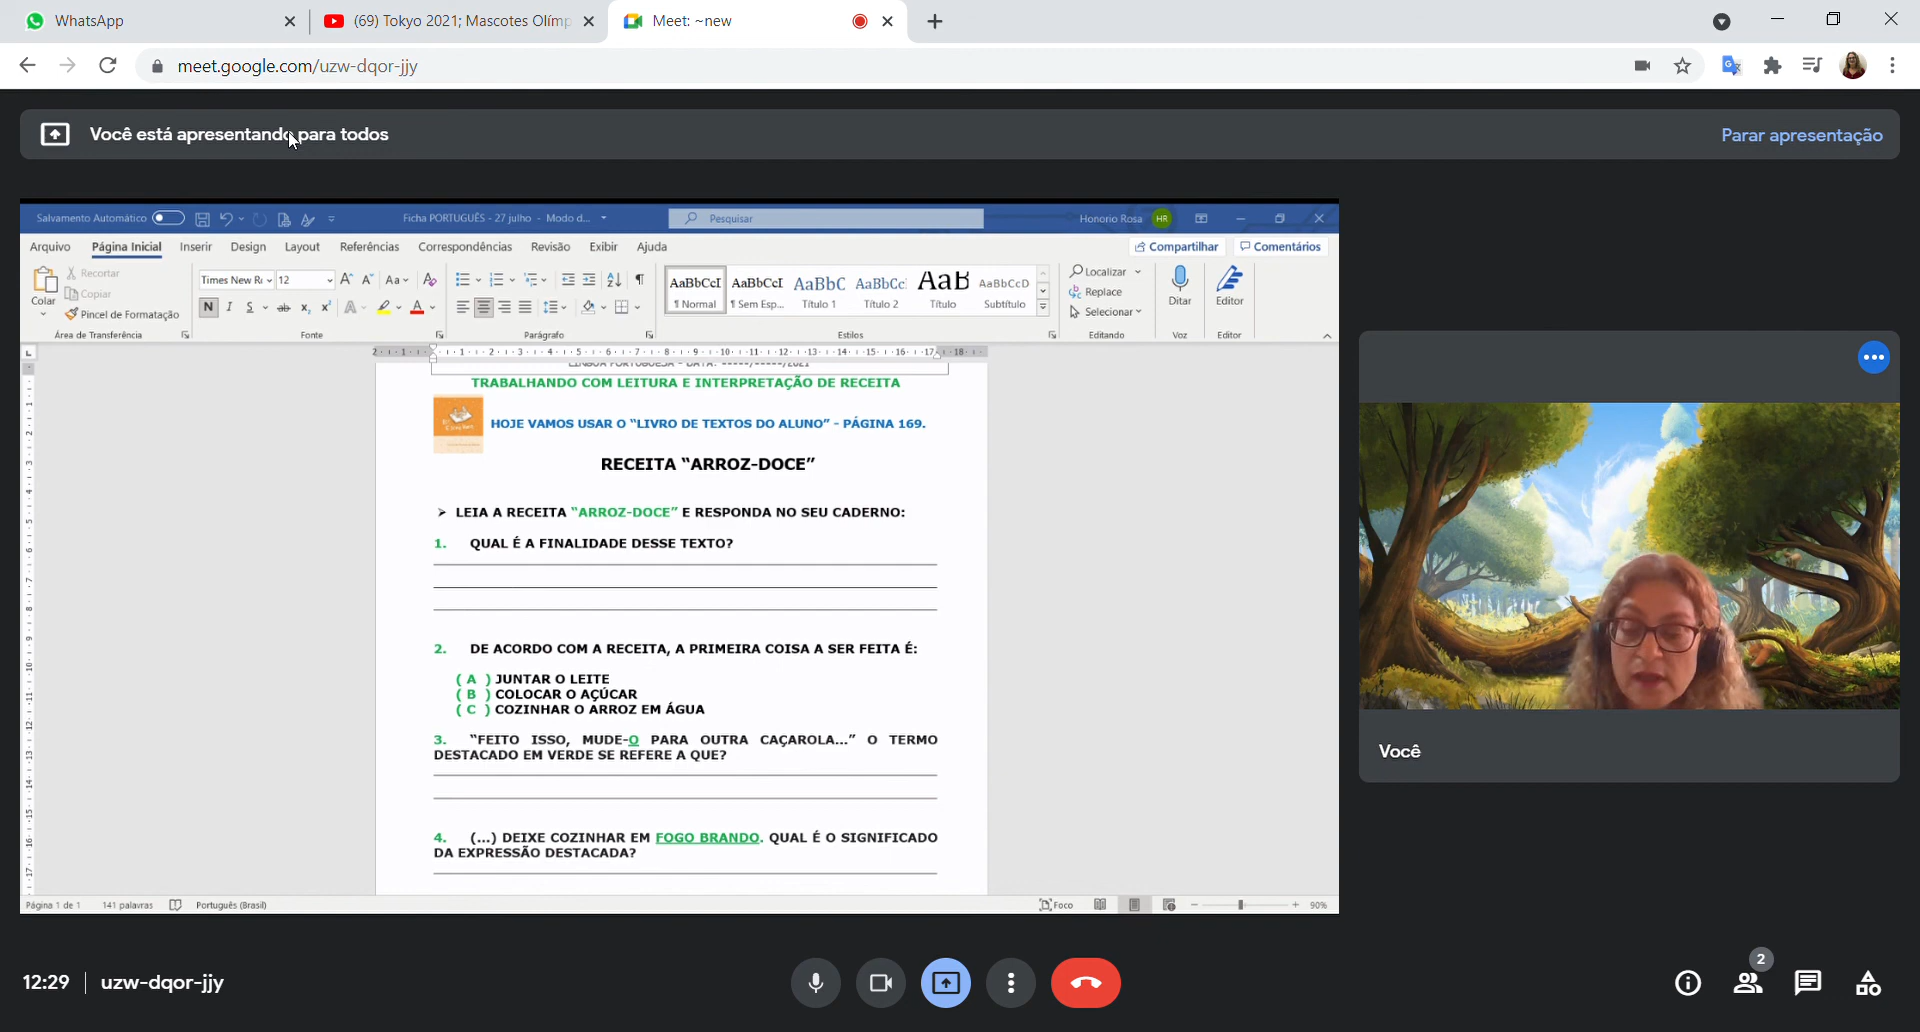 WhatsApp
(69) Tokyo 2021; Mascotes Olímp
Meet: ~new
meet.google.com/uzw-dqor-jjy
Você está apresentando para todos
Parar apresentação
Salvamento Automático
Ficha PORTUGUÊS - 27 julho - Modo d...
Pesquisar
Honorio Rosa
HR
Arquivo
Página Inicial
Inserir
Design
Layout
Referências
Correspondências
Revisão
Exibir
Ajuda
Compartilhar
Comentários
Colar
Recortar
Copiar
Pincel de Formatação
Área de Transferência
Times New R
12
Fonte
Parágrafo
AaBbCcI
¶ Normal
AaBbCcI
¶ Sem Esp...
AaBbC
Título 1
AaBbCc
Título 2
AaB
Título
AaBbCcD
Subtítulo
Estilos
Localizar
Replace
Selecionar
Editando
Ditar
Voz
Editor
Editor
LÍNGUA PORTUGUESA - DATA: -----/-----/2021
TRABALHANDO COM LEITURA E INTERPRETAÇÃO DE RECEITA
HOJE VAMOS USAR O "LIVRO DE TEXTOS DO ALUNO" - PÁGINA 169.
RECEITA "ARROZ-DOCE"
➢ LEIA A RECEITA "ARROZ-DOCE" E RESPONDA NO SEU CADERNO:
1. QUAL É A FINALIDADE DESSE TEXTO?
2. DE ACORDO COM A RECEITA, A PRIMEIRA COISA A SER FEITA É:
( A ) JUNTAR O LEITE
( B ) COLOCAR O AÇÚCAR
( C ) COZINHAR O ARROZ EM ÁGUA
3. "FEITO ISSO, MUDE-O PARA OUTRA CAÇAROLA..." O TERMO
DESTACADO EM VERDE SE REFERE A QUE?
4. (...) DEIXE COZINHAR EM FOGO BRANDO. QUAL É O SIGNIFICADO
DA EXPRESSÃO DESTACADA?
Página 1 de 1
141 palavras
Português (Brasil)
Foco
90%
Você
12:29
uzw-dqor-jjy
2